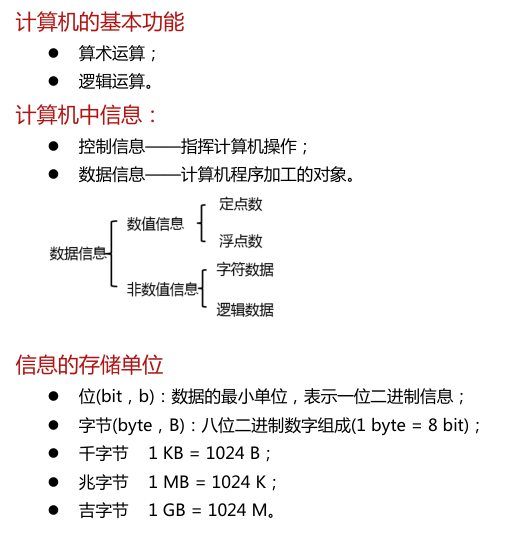 计算机的基本功能
● 算术运算；
● 逻辑运算。
计算机中信息：
● 控制信息——指挥计算机操作；
● 数据信息——计算机程序加工的对象。
定点数
数值信息
浮点数
数据信息
字符数据
非数值信息
逻辑数据
信息的存储单位
● 位(bit，b)：数据的最小单位，表示一位二进制信息；
● 字节(byte，B)：八位二进制数字组成(1 byte = 8 bit)；
● 千字节 1 KB = 1024 B；
● 兆字节 1 MB = 1024 K；
● 吉字节 1 GB = 1024 M。